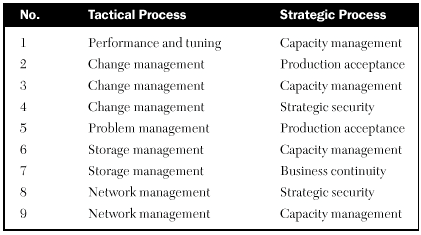 No. Tactical Process Strategic Process
1 Performance and tuning Capacity management
2 Change management Production acceptance
3 Change management Capacity management
4 Change management Strategic security
5 Problem management Production acceptance
6 Storage management Capacity management
7 Storage management Business continuity
8 Network management Strategic security
9 Network management Capacity management